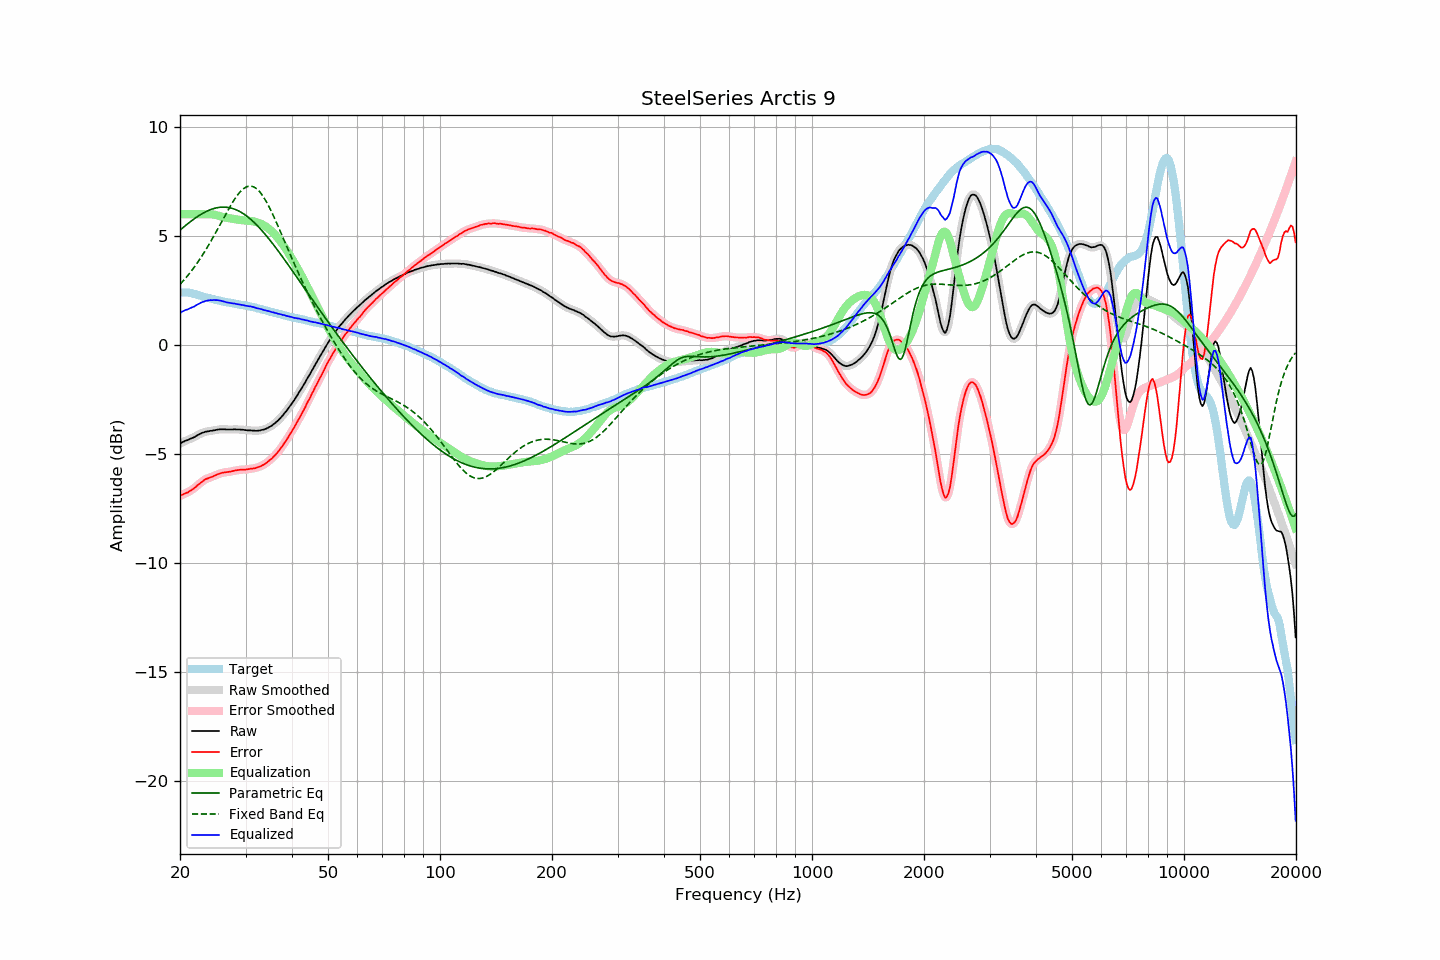 SteelSeries Arctis 9
10
5
0
−5
−10
−15
−20
Amplitude (dBr)
Target
Raw Smoothed
Error Smoothed
Raw
Error
Equalization
Parametric Eq
Fixed Band Eq
Equalized
20 50 100 200 500 1000 2000 5000 10000 20000
Frequency (Hz)